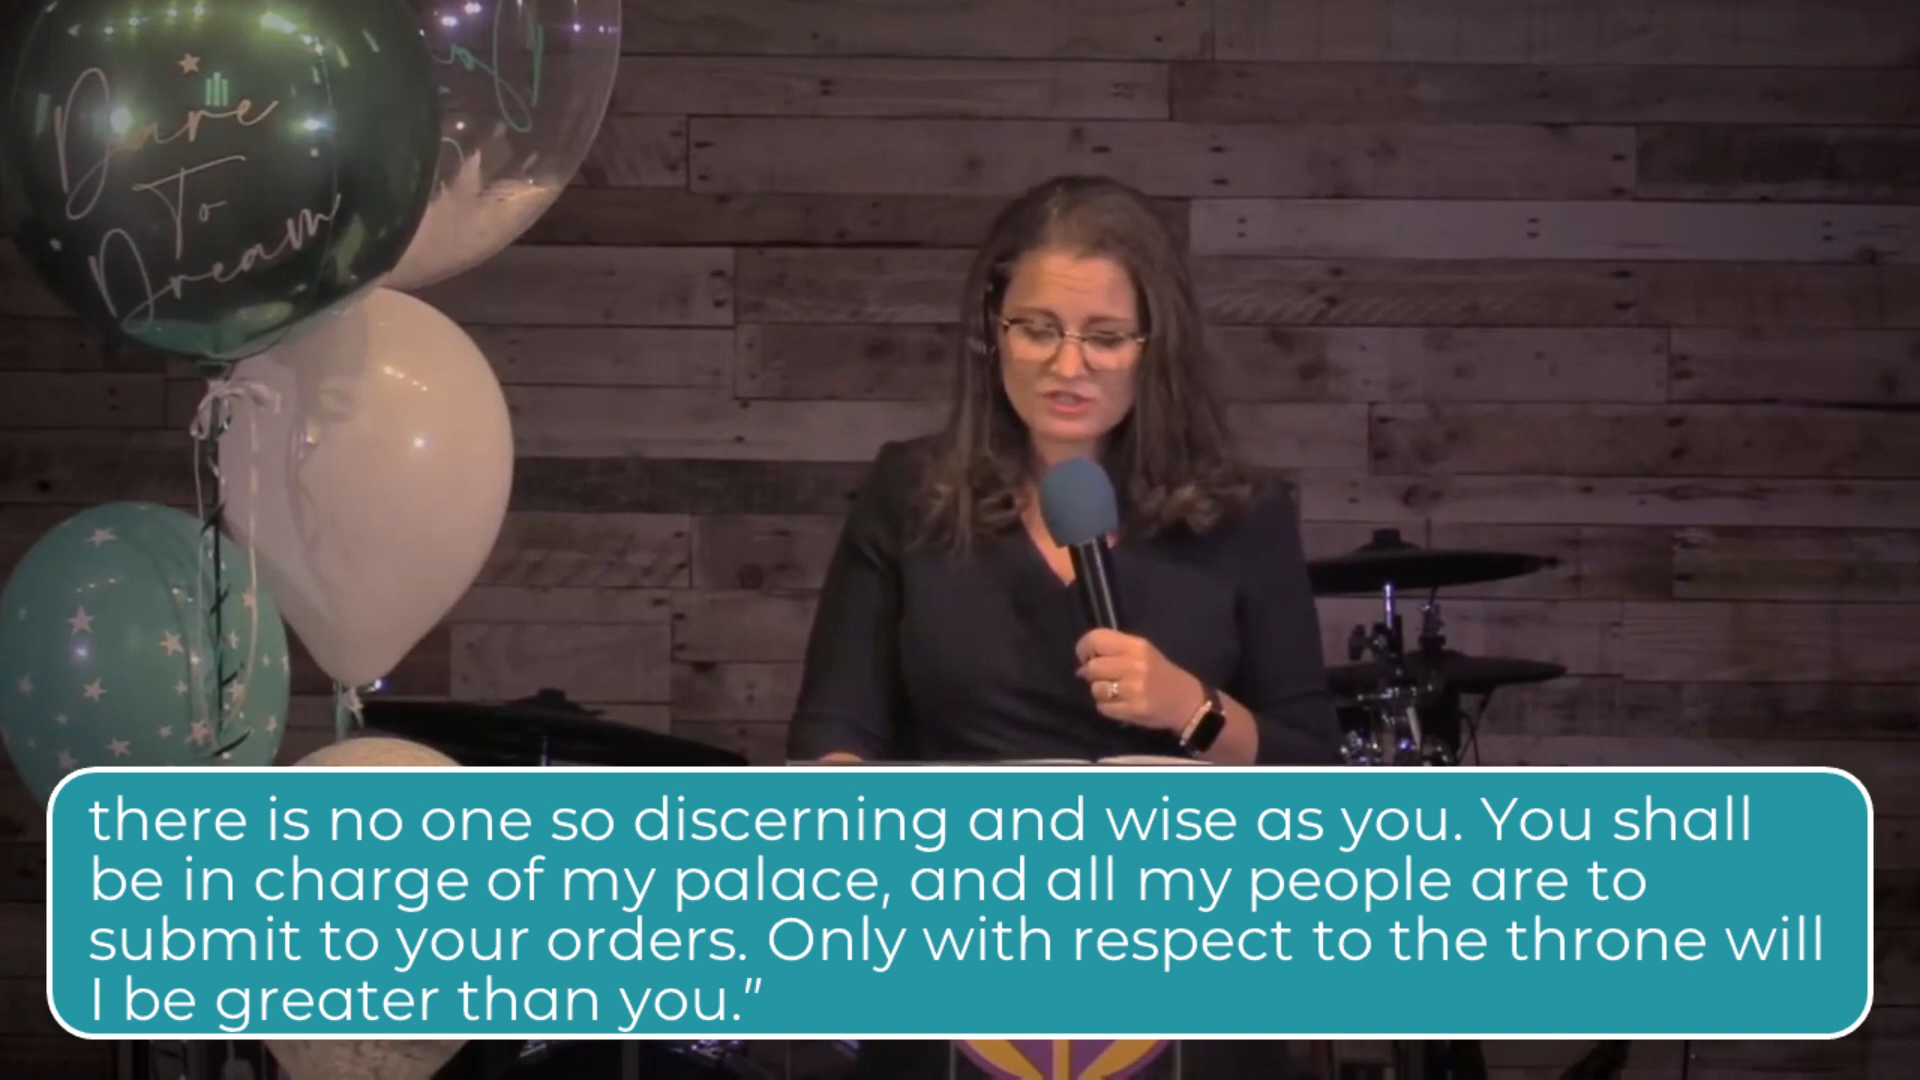 Dare
To
Dream
there is no one so discerning and wise as you. You shall
be in charge of my palace, and all my people are to
submit to your orders. Only with respect to the throne will
I be greater than you.”